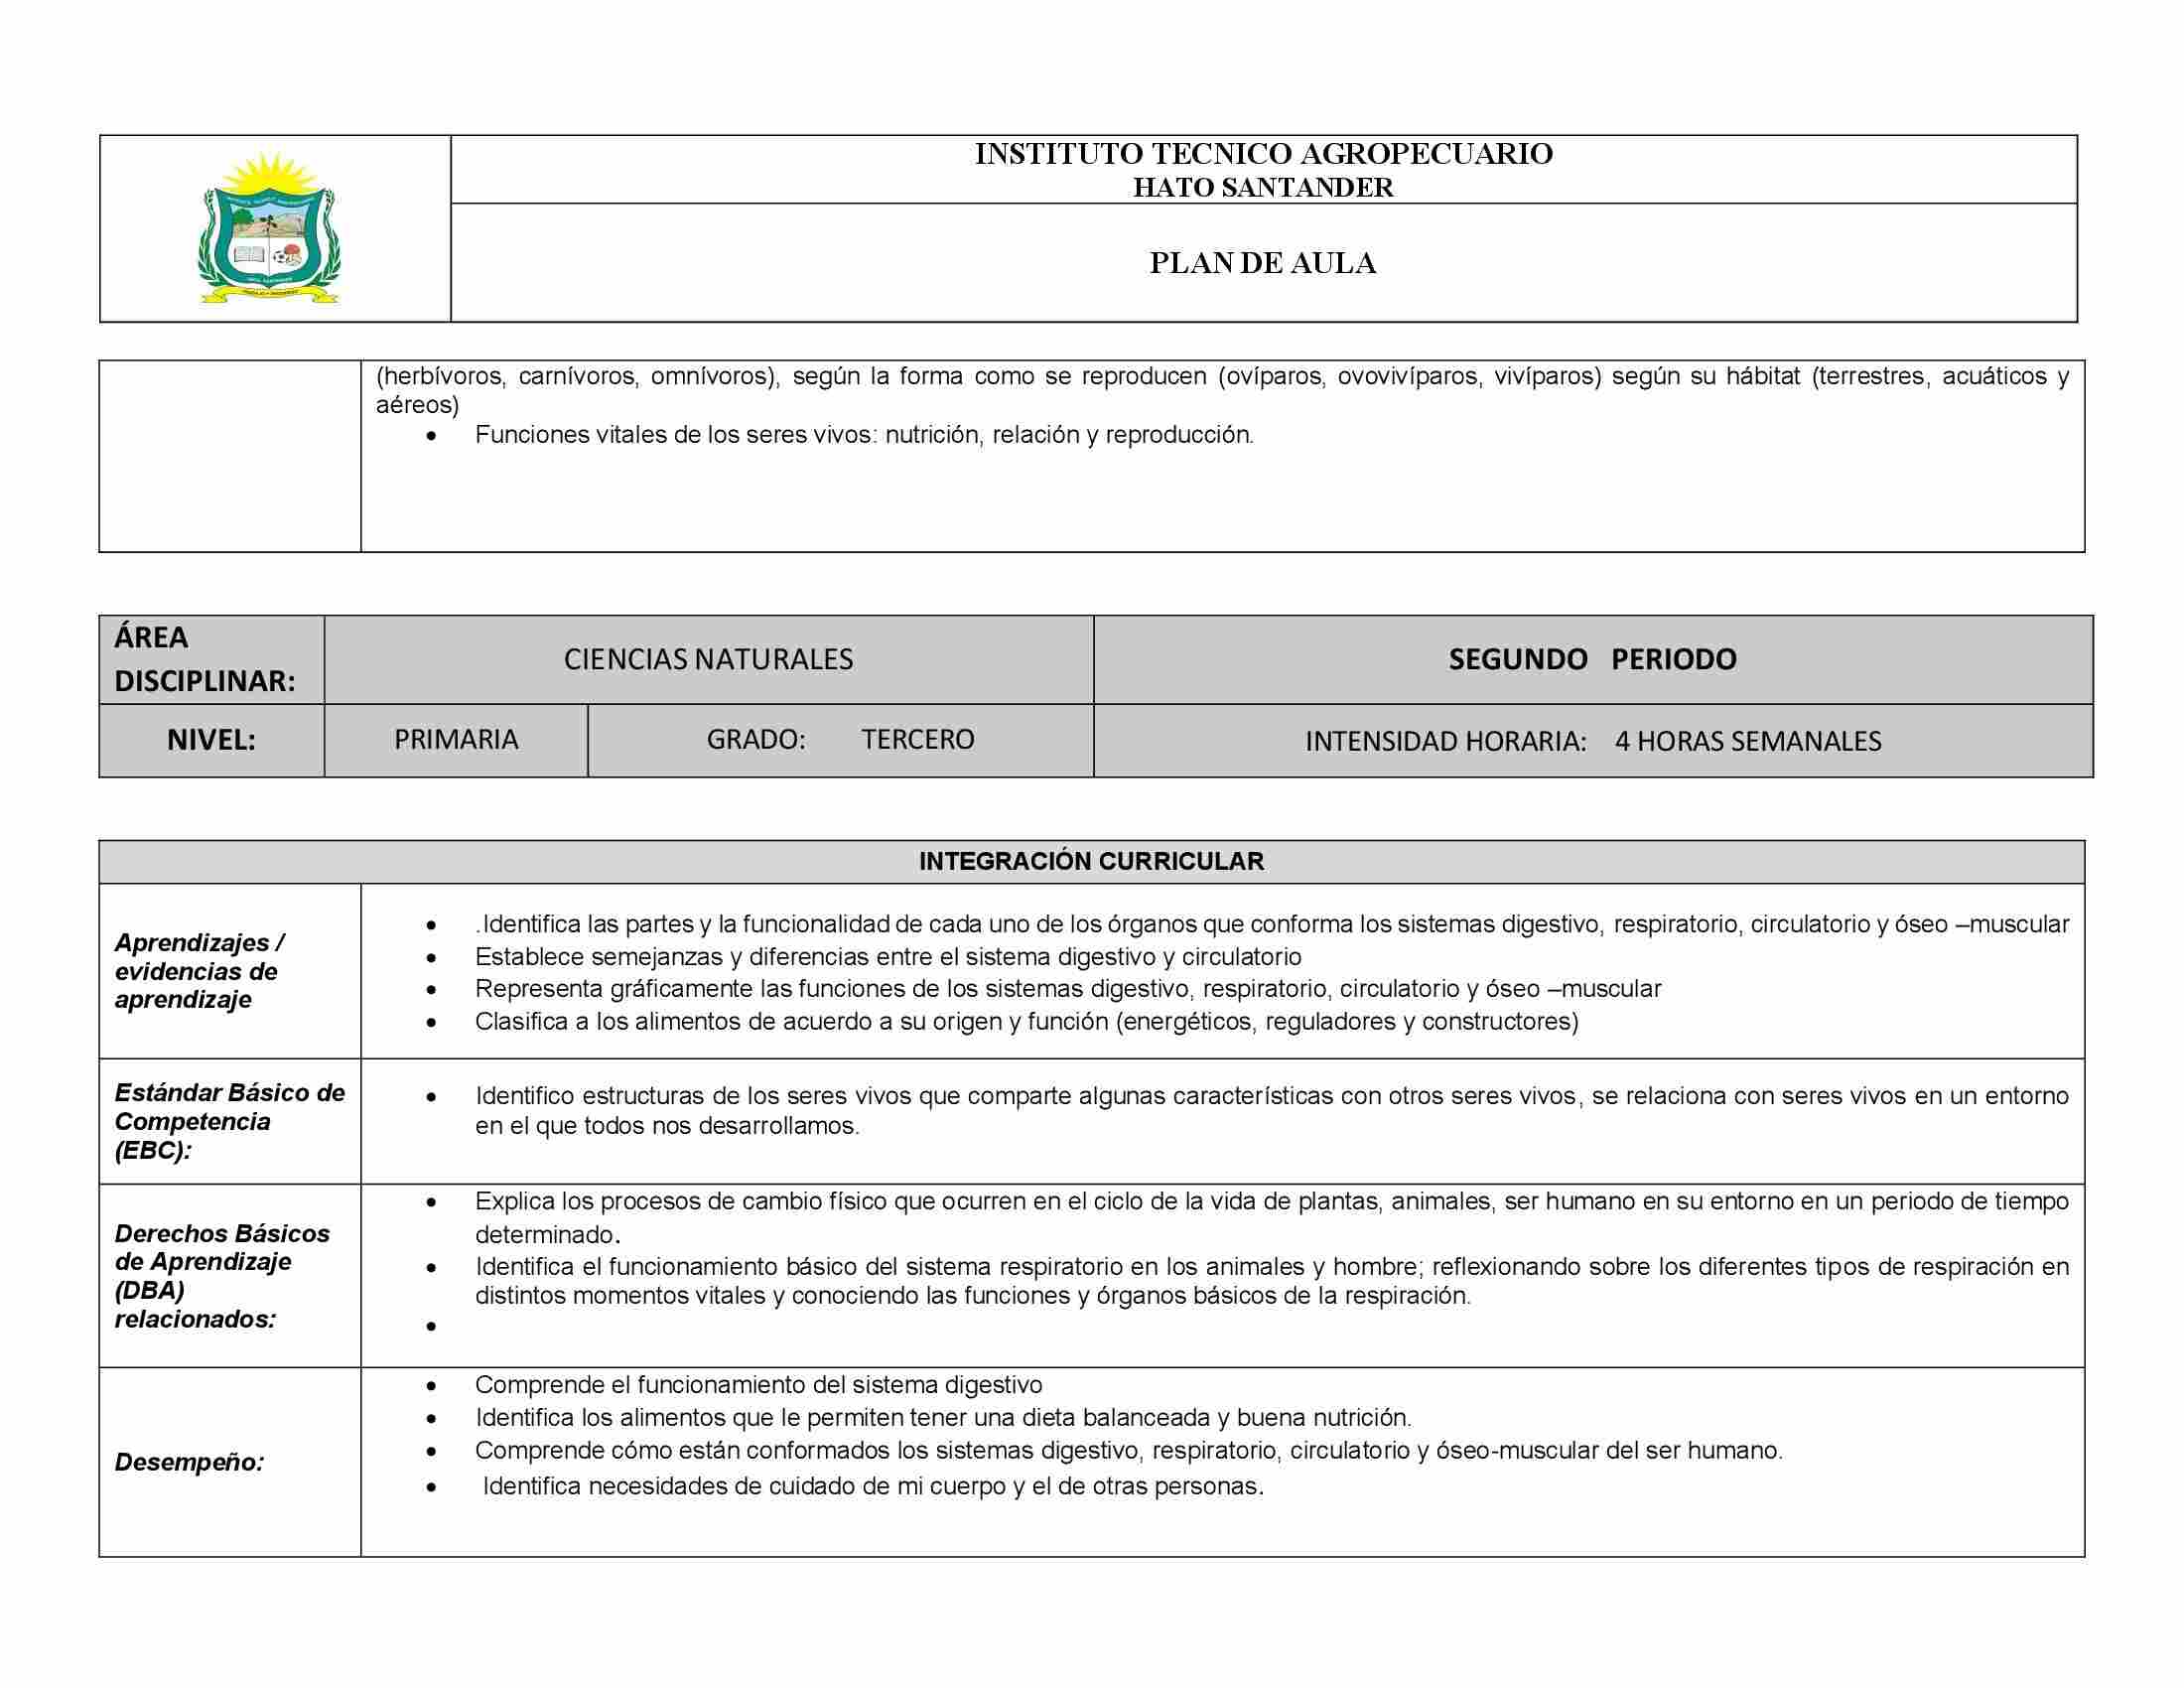 INSTITUTO TECNICO AGROPECUARIO
HATO SANTANDER
PLAN DE AULA
(herbívoros, carnívoros, omnívoros), según la forma como se reproducen (ovíparos, ovovivíparos, vivíparos) según su hábitat (terrestres, acuáticos y
aéreos)
• Funciones vitales de los seres vivos: nutrición, relación y reproducción.
ÁREA
DISCIPLINAR:
CIENCIAS NATURALES
SEGUNDO PERIODO
NIVEL:
PRIMARIA
GRADO: TERCERO
INTENSIDAD HORARIA: 4 HORAS SEMANALES
INTEGRACIÓN CURRICULAR
Aprendizajes /
evidencias de
aprendizaje
• .Identifica las partes y la funcionalidad de cada uno de los órganos que conforma los sistemas digestivo, respiratorio, circulatorio y óseo –muscular
• Establece semejanzas y diferencias entre el sistema digestivo y circulatorio
• Representa gráficamente las funciones de los sistemas digestivo, respiratorio, circulatorio y óseo –muscular
• Clasifica a los alimentos de acuerdo a su origen y función (energéticos, reguladores y constructores)
Estándar Básico de
Competencia
(EBC):
• Identifico estructuras de los seres vivos que comparte algunas características con otros seres vivos, se relaciona con seres vivos en un entorno
en el que todos nos desarrollamos.
Derechos Básicos
de Aprendizaje
(DBA)
relacionados:
• Explica los procesos de cambio físico que ocurren en el ciclo de la vida de plantas, animales, ser humano en su entorno en un periodo de tiempo
determinado.
• Identifica el funcionamiento básico del sistema respiratorio en los animales y hombre; reflexionando sobre los diferentes tipos de respiración en
distintos momentos vitales y conociendo las funciones y órganos básicos de la respiración.
•
Desempeño:
• Comprende el funcionamiento del sistema digestivo
• Identifica los alimentos que le permiten tener una dieta balanceada y buena nutrición.
• Comprende cómo están conformados los sistemas digestivo, respiratorio, circulatorio y óseo-muscular del ser humano.
• Identifica necesidades de cuidado de mi cuerpo y el de otras personas.